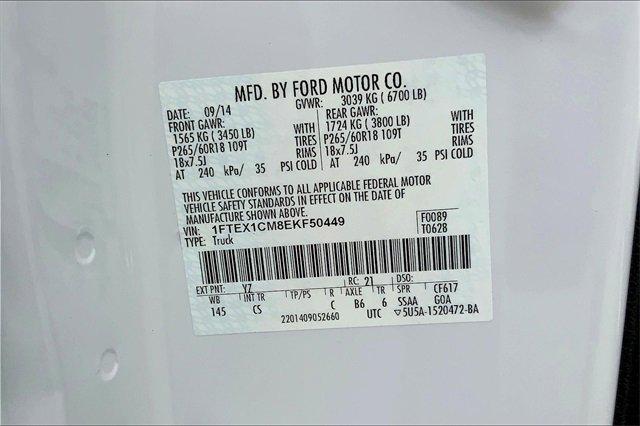 MFD. BY FORD MOTOR CO.
DATE: 09/14 GVWR: 3039 KG ( 6700 LB)
FRONT GAWR: REAR GAWR:
1565 KG ( 3450 LB) WITH 1724 KG ( 3800 LB) WITH
P265/60R18 109T TIRES P265/60R18 109T TIRES
18x7.5J RIMS 18x7.5J RIMS
AT 240 kPa/ 35 PSI COLD AT 240 kPa/ 35 PSI COLD
THIS VEHICLE CONFORMS TO ALL APPLICABLE FEDERAL MOTOR
VEHICLE SAFETY STANDARDS IN EFFECT ON THE DATE OF
MANUFACTURE SHOWN ABOVE.
VIN: 1FTEX1CM8EKF50449 F0089
TYPE: Truck T0628
EXT PNT: YZ RC: 21 DSO:
WB INT TR TP/PS R AXLE TR SPR CF617
145 CS C B6 6 SSAA GOA
2201409052660 UTC ▽5U5A-1520472-BA